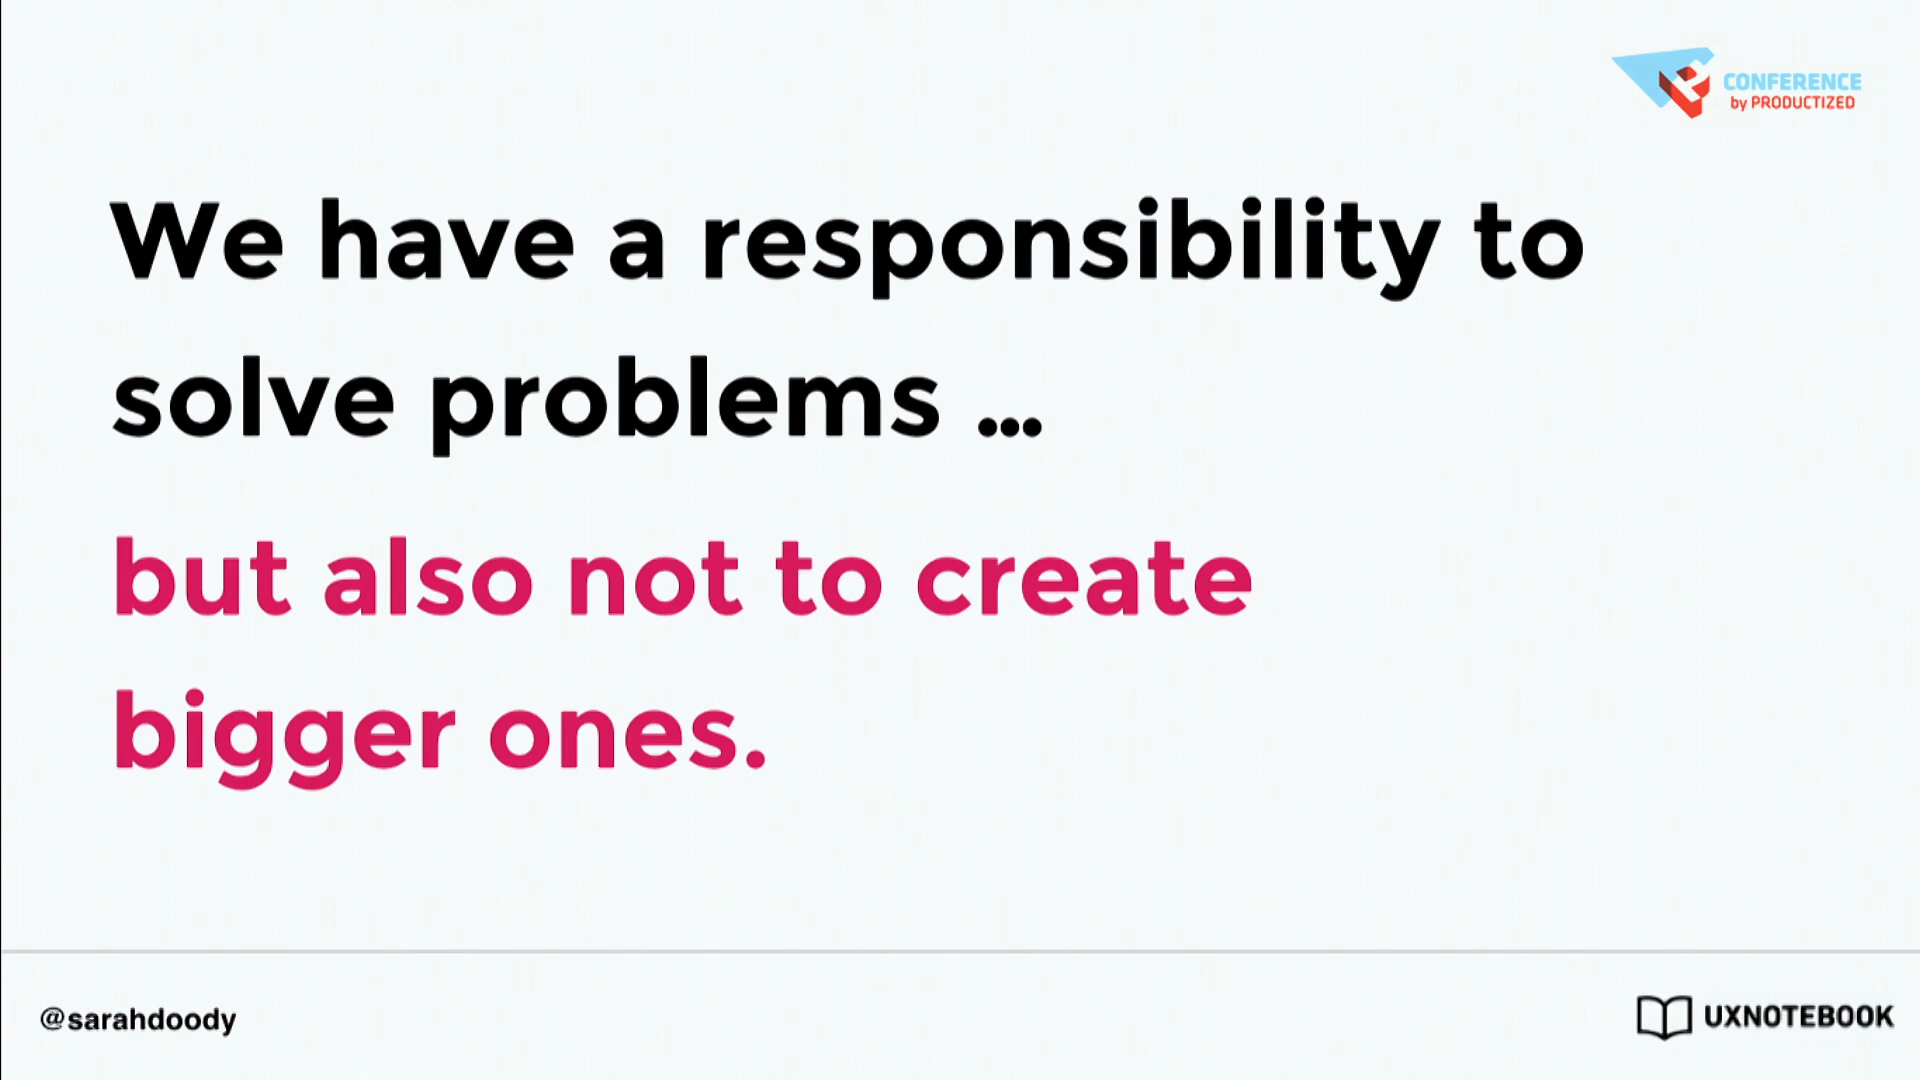 CONFERENCE
by PRODUCTIZED
We have a responsibility to
solve problems ...
but also not to create
bigger ones.
@sarahdoody
UXNOTEBOOK